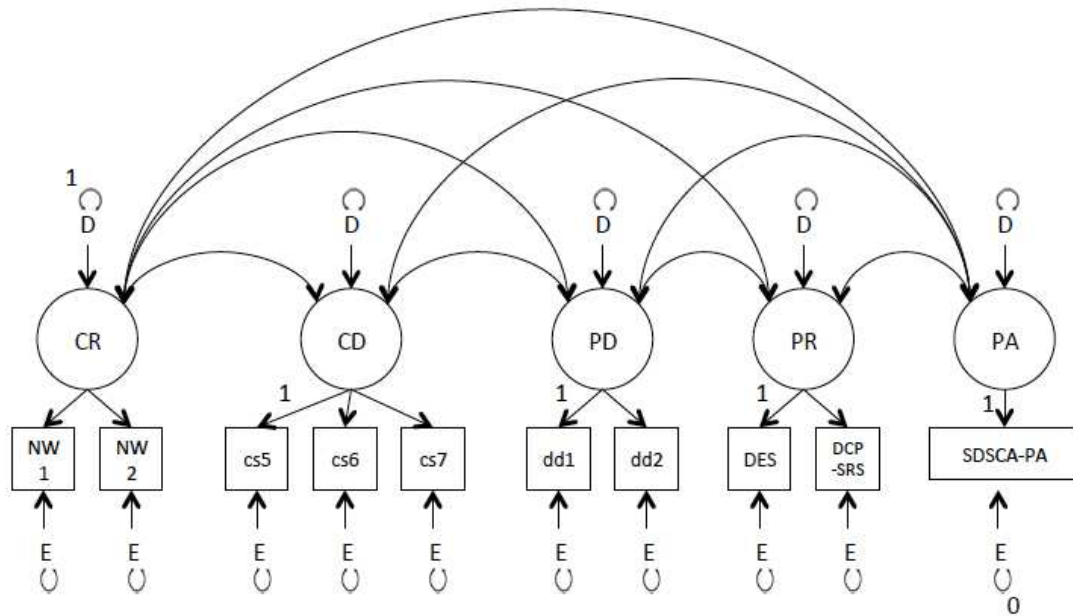 1
D D D D D
CR CD PD PR PA
1 1 1 1
NW
1
NW
2
cs5
cs6
cs7
dd1
dd2
DES
DCP
-SRS
SDSCA-PA
E E E E E E E E E E
0